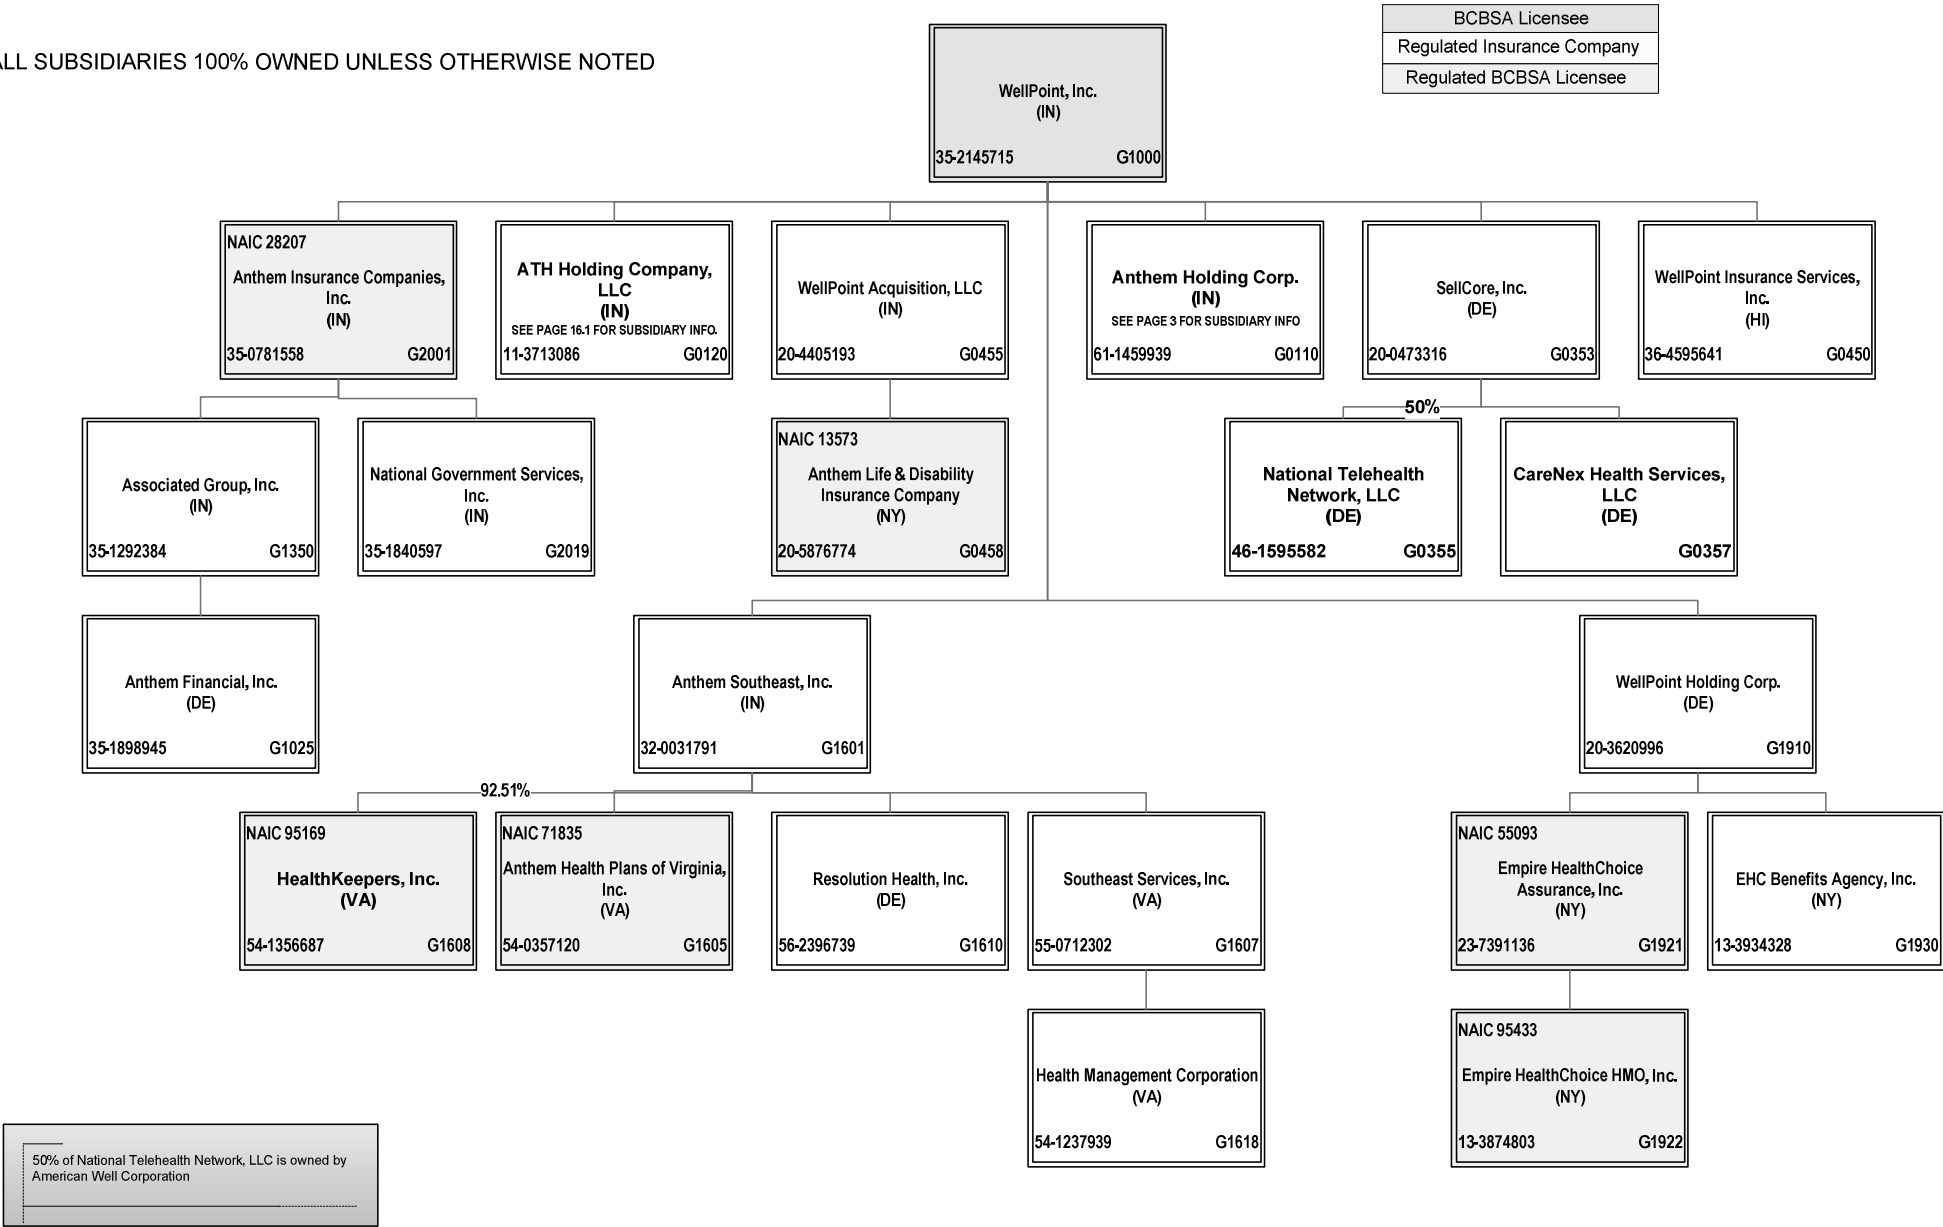 BCBSA Licensee
Regulated Insurance Company
Regulated BCBSA Licensee
ALL SUBSIDIARIES 100% OWNED UNLESS OTHERWISE NOTED
WellPoint, Inc.
(IN)
35-2145715 G1000
NAIC 28207
Anthem Insurance Companies,
Inc.
(IN)
35-0781558 G2001
ATH Holding Company,
LLC
(IN)
SEE PAGE 16.1 FOR SUBSIDIARY INFO.
11-3713086 G0120
WellPoint Acquisition, LLC
(IN)
20-4405193 G0455
Anthem Holding Corp.
(IN)
SEE PAGE 3 FOR SUBSIDIARY INFO
61-1459939 G0110
SellCore, Inc.
(DE)
20-0473316 G0353
WellPoint Insurance Services,
Inc.
(HI)
36-4595641 G0450
50%
Associated Group, Inc.
(IN)
35-1292384 G1350
National Government Services,
Inc.
(IN)
35-1840597 G2019
NAIC 13573
Anthem Life & Disability
Insurance Company
(NY)
20-5876774 G0458
National Telehealth
Network, LLC
(DE)
46-1595582 G0355
CareNex Health Services,
LLC
(DE)
G0357
Anthem Financial, Inc.
(DE)
35-1898945 G1025
Anthem Southeast, Inc.
(IN)
32-0031791 G1601
WellPoint Holding Corp.
(DE)
20-3620996 G1910
92.51%
NAIC 95169
HealthKeepers, Inc.
(VA)
54-1356687 G1608
NAIC 71835
Anthem Health Plans of Virginia,
Inc.
(VA)
54-0357120 G1605
Resolution Health, Inc.
(DE)
56-2396739 G1610
Southeast Services, Inc.
(VA)
55-0712302 G1607
NAIC 55093
Empire HealthChoice
Assurance, Inc.
(NY)
23-7391136 G1921
EHC Benefits Agency, Inc.
(NY)
13-3934328 G1930
Health Management Corporation
(VA)
54-1237939 G1618
NAIC 95433
Empire HealthChoice HMO, Inc.
(NY)
13-3874803 G1922
50% of National Telehealth Network, LLC is owned by
American Well Corporation